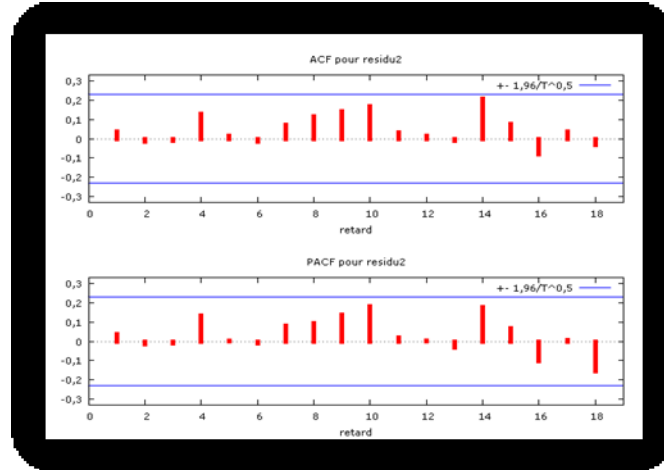 ACF pour residu2
+- 1,96/T^0,5
0,3
0,2
0,1
0
-0,1
-0,2
-0,3
0 2 4 6 8 10 12 14 16 18
retard
PACF pour residu2
+- 1,96/T^0,5
0,3
0,2
0,1
0
-0,1
-0,2
-0,3
0 2 4 6 8 10 12 14 16 18
retard